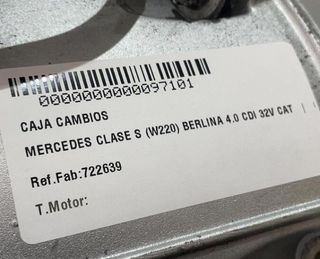 0000000000097101
CAJA CAMBIOS
MERCEDES CLASE S (W220) BERLINA 4.0 CDI 32V CAT |
Ref.Fab:722639
T.Motor: